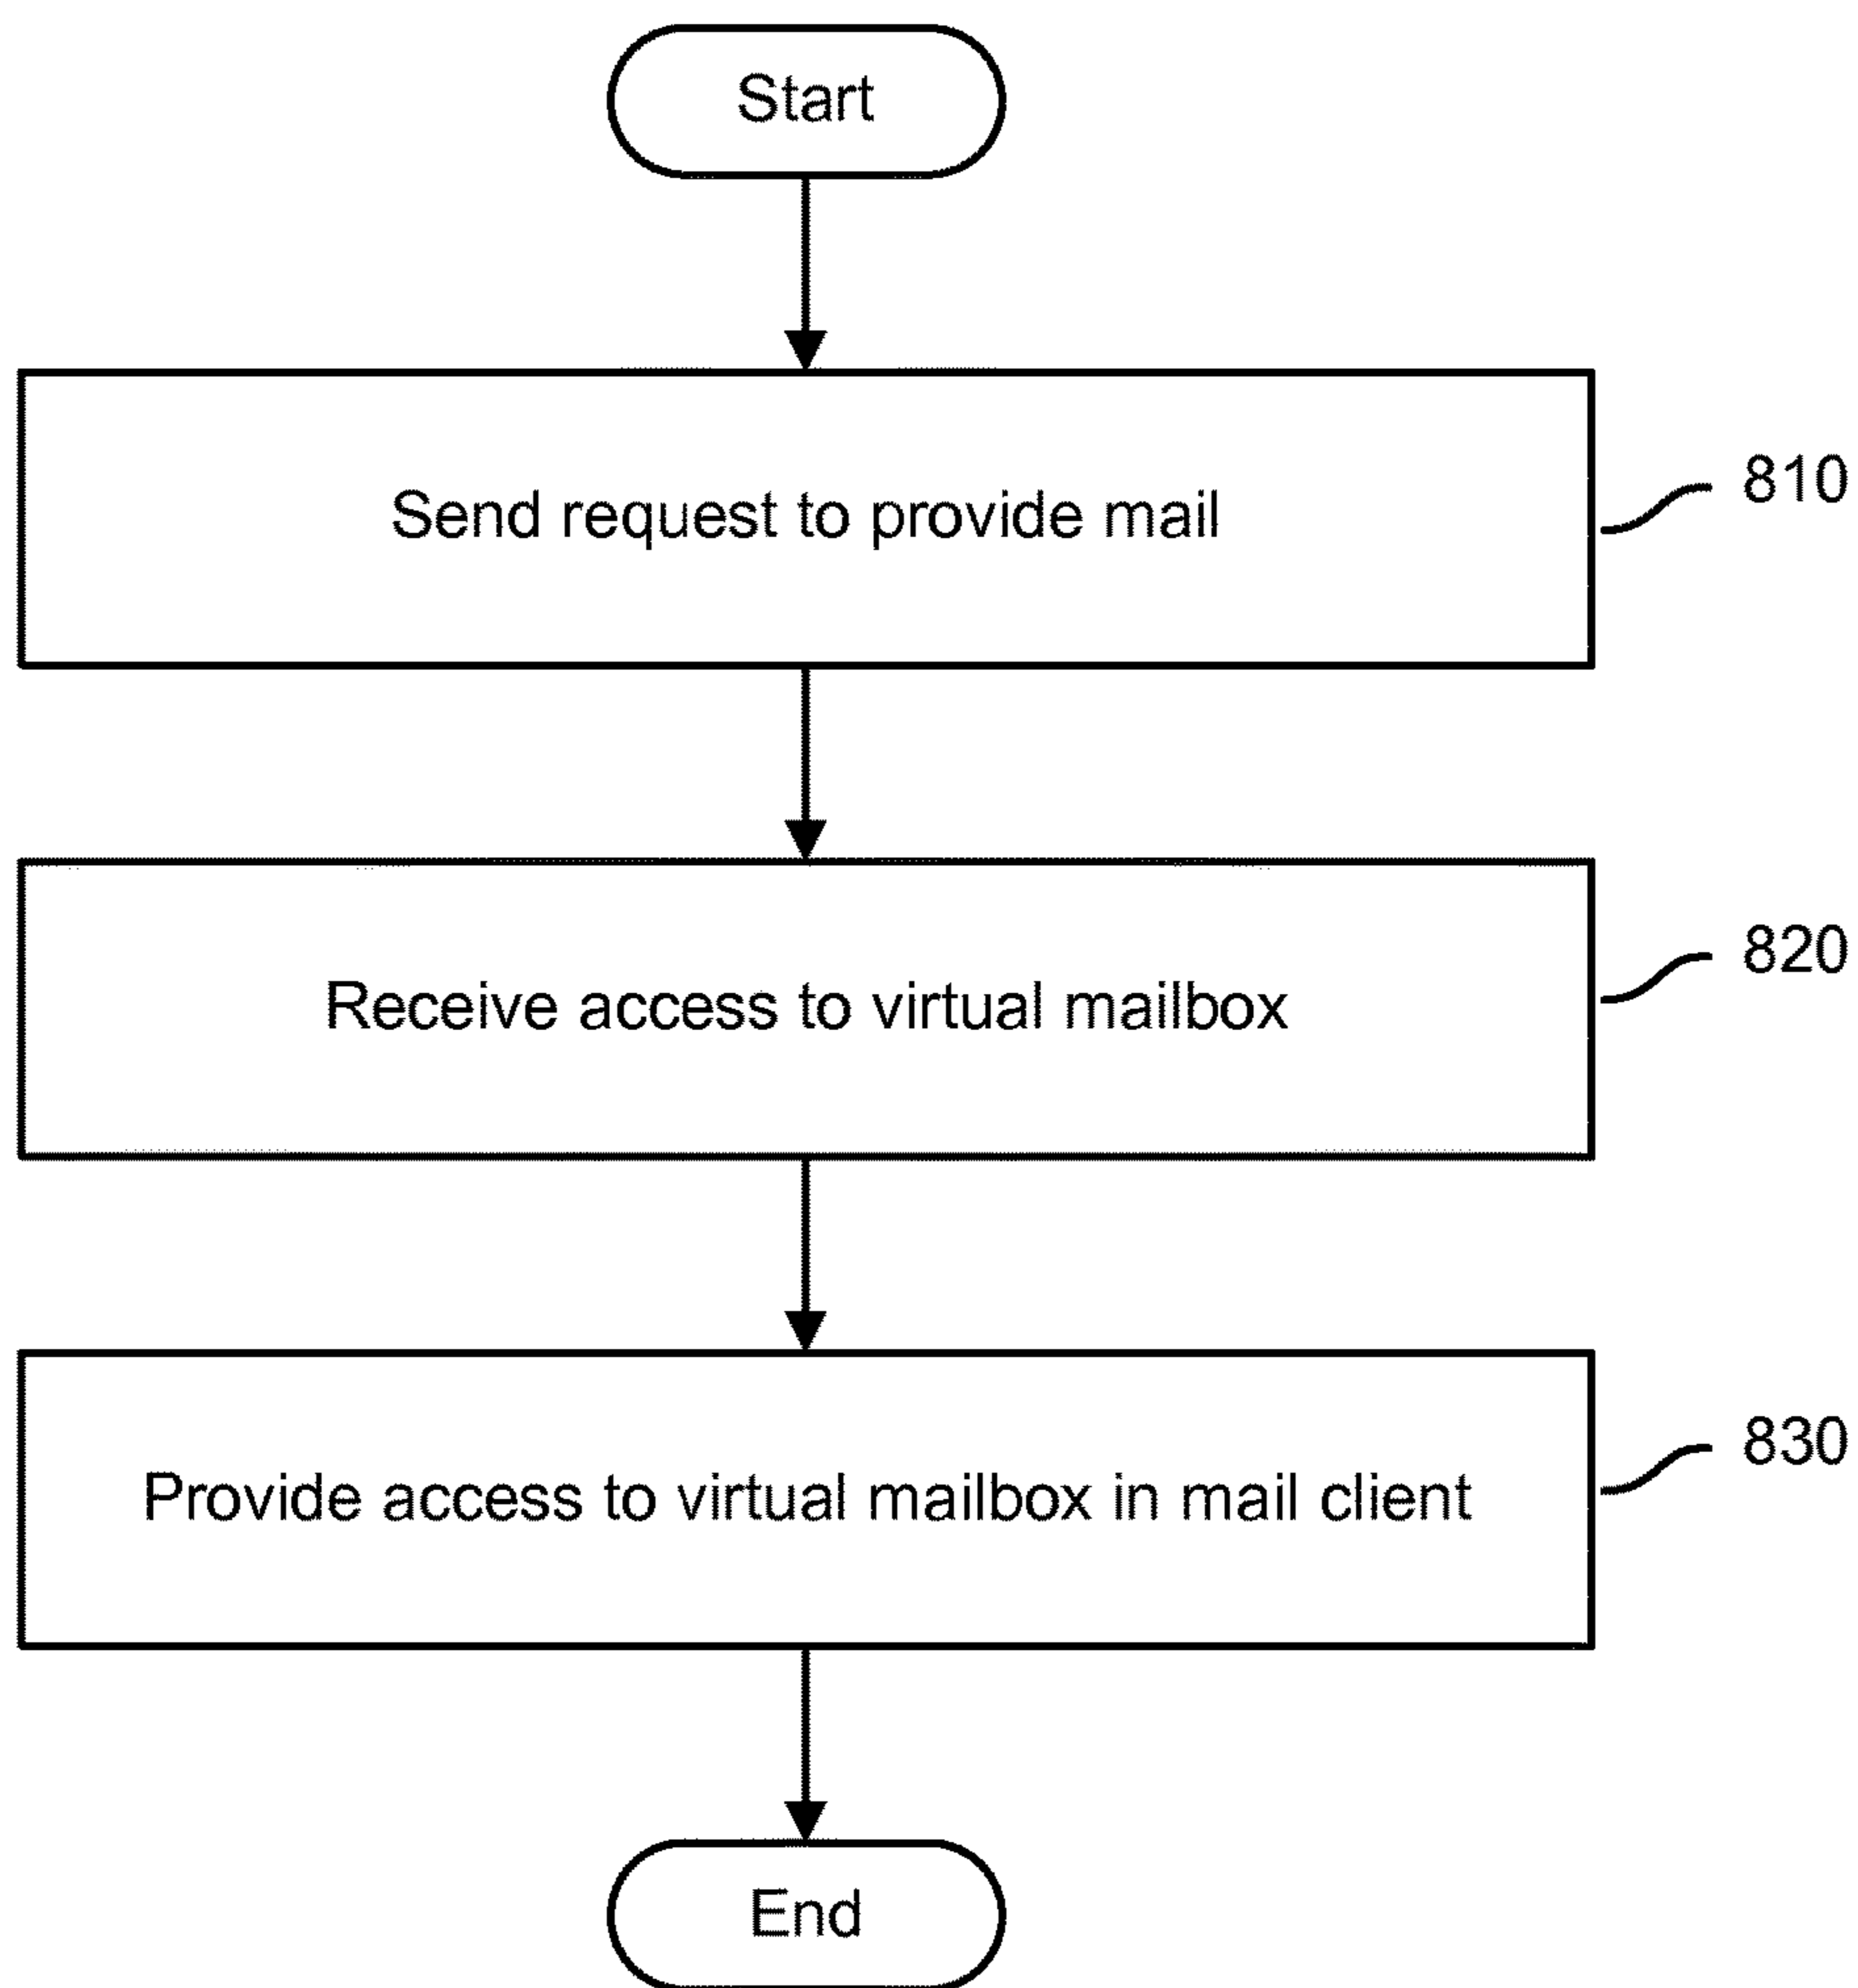 Start
Send request to provide mail
810
Receive access to virtual mailbox
820
Provide access to virtual mailbox in mail client
830
End